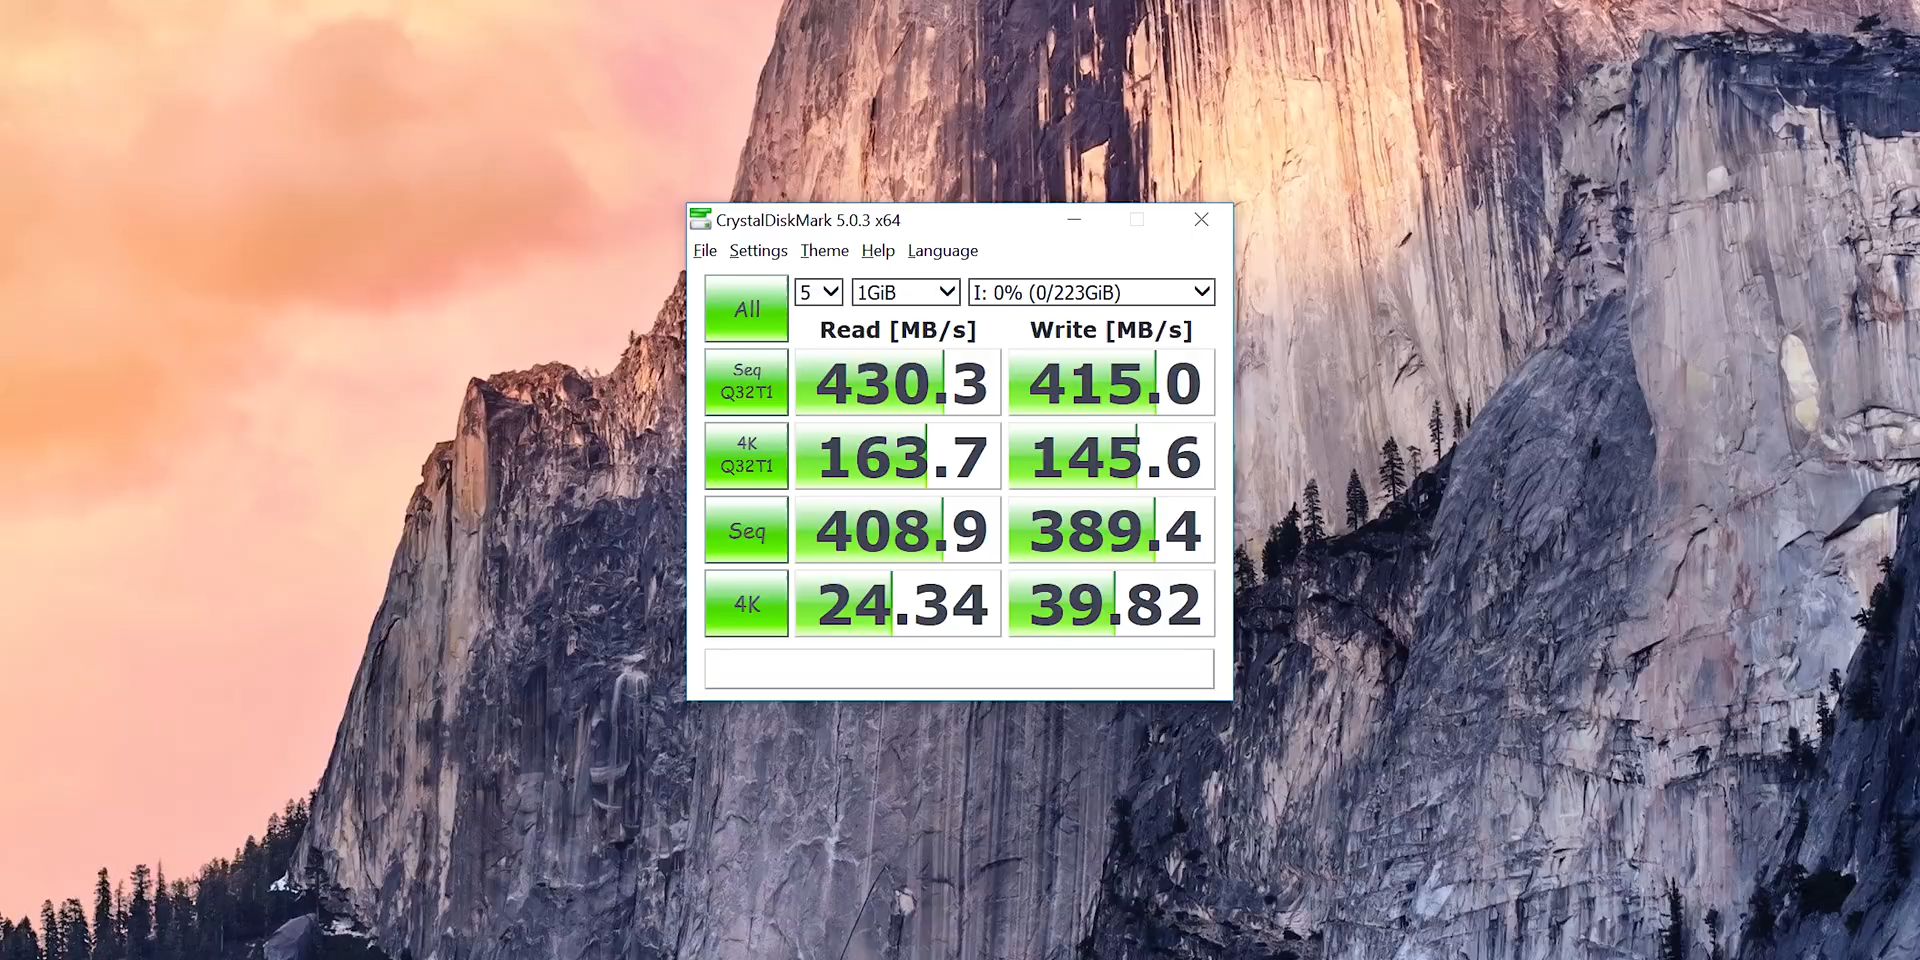 CrystalDiskMark 5.0.3 x64
File Settings Theme Help Language
All 5 1GiB I: 0% (0/223GiB)
Read [MB/s] Write [MB/s]
Seq
Q32T1 430.3 415.0
4K
Q32T1 163.7 145.6
Seq 408.9 389.4
4K 24.34 39.82